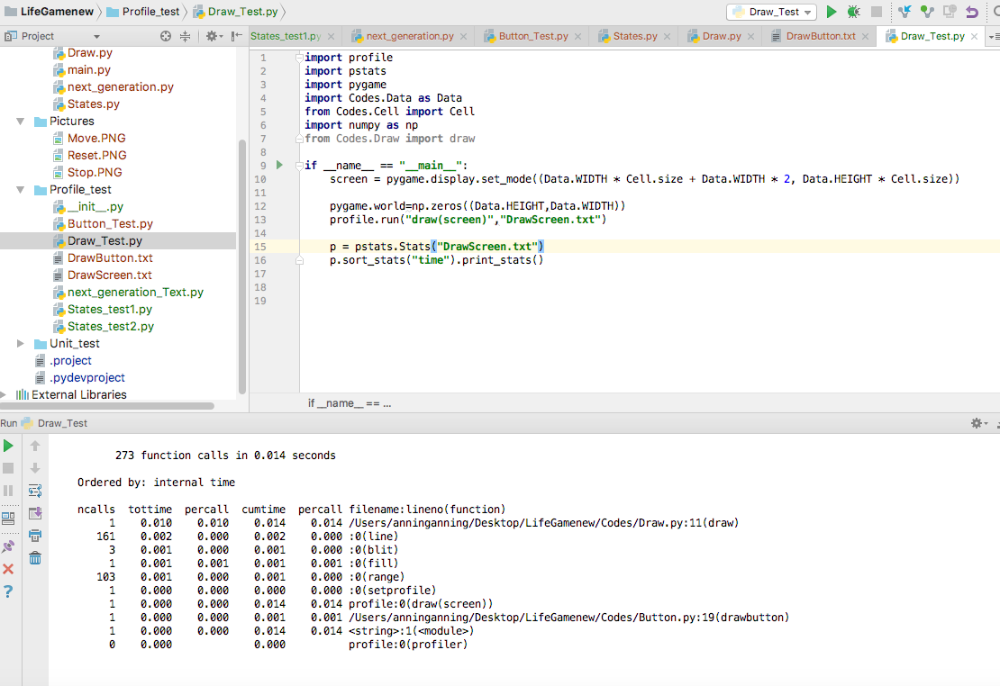 LifeGamenew Profile_test Draw_Test.py Draw_Test
Project States_test1.py next_generation.py Button_Test.py States.py Draw.py DrawButton.txt Draw_Test.py
Draw.py
main.py
next_generation.py
States.py
Pictures
Move.PNG
Reset.PNG
Stop.PNG
Profile_test
__init__.py
Button_Test.py
Draw_Test.py
DrawButton.txt
DrawScreen.txt
next_generation_Text.py
States_test1.py
States_test2.py
Unit_test
.project
.pydevproject
External Libraries
1 import profile
2 import pstats
3 import pygame
4 import Codes.Data as Data
5 from Codes.Cell import Cell
6 import numpy as np
7 from Codes.Draw import draw
8
9 if __name__ == "__main__":
10 screen = pygame.display.set_mode((Data.WIDTH * Cell.size + Data.WIDTH * 2, Data.HEIGHT * Cell.size))
11
12 pygame.world=np.zeros((Data.HEIGHT,Data.WIDTH))
13 profile.run("draw(screen)","DrawScreen.txt")
14
15 p = pstats.Stats("DrawScreen.txt")
16 p.sort_stats("time").print_stats()
17
18
19
if __name__ == ...
Run Draw_Test
273 function calls in 0.014 seconds
Ordered by: internal time
ncalls tottime percall cumtime percall filename:lineno(function)
1 0.010 0.010 0.014 0.014 /Users/anninganning/Desktop/LifeGamenew/Codes/Draw.py:11(draw)
161 0.002 0.000 0.002 0.000 :0(line)
3 0.001 0.000 0.001 0.000 :0(blit)
1 0.001 0.001 0.001 0.001 :0(fill)
103 0.001 0.000 0.001 0.000 :0(range)
1 0.000 0.000 0.000 0.000 :0(setprofile)
1 0.000 0.000 0.014 0.014 profile:0(draw(screen))
1 0.000 0.000 0.001 0.001 /Users/anninganning/Desktop/LifeGamenew/Codes/Button.py:19(drawbutton)
1 0.000 0.000 0.014 0.014 <string>:1(<module>)
0 0.000 0.000 profile:0(profiler)